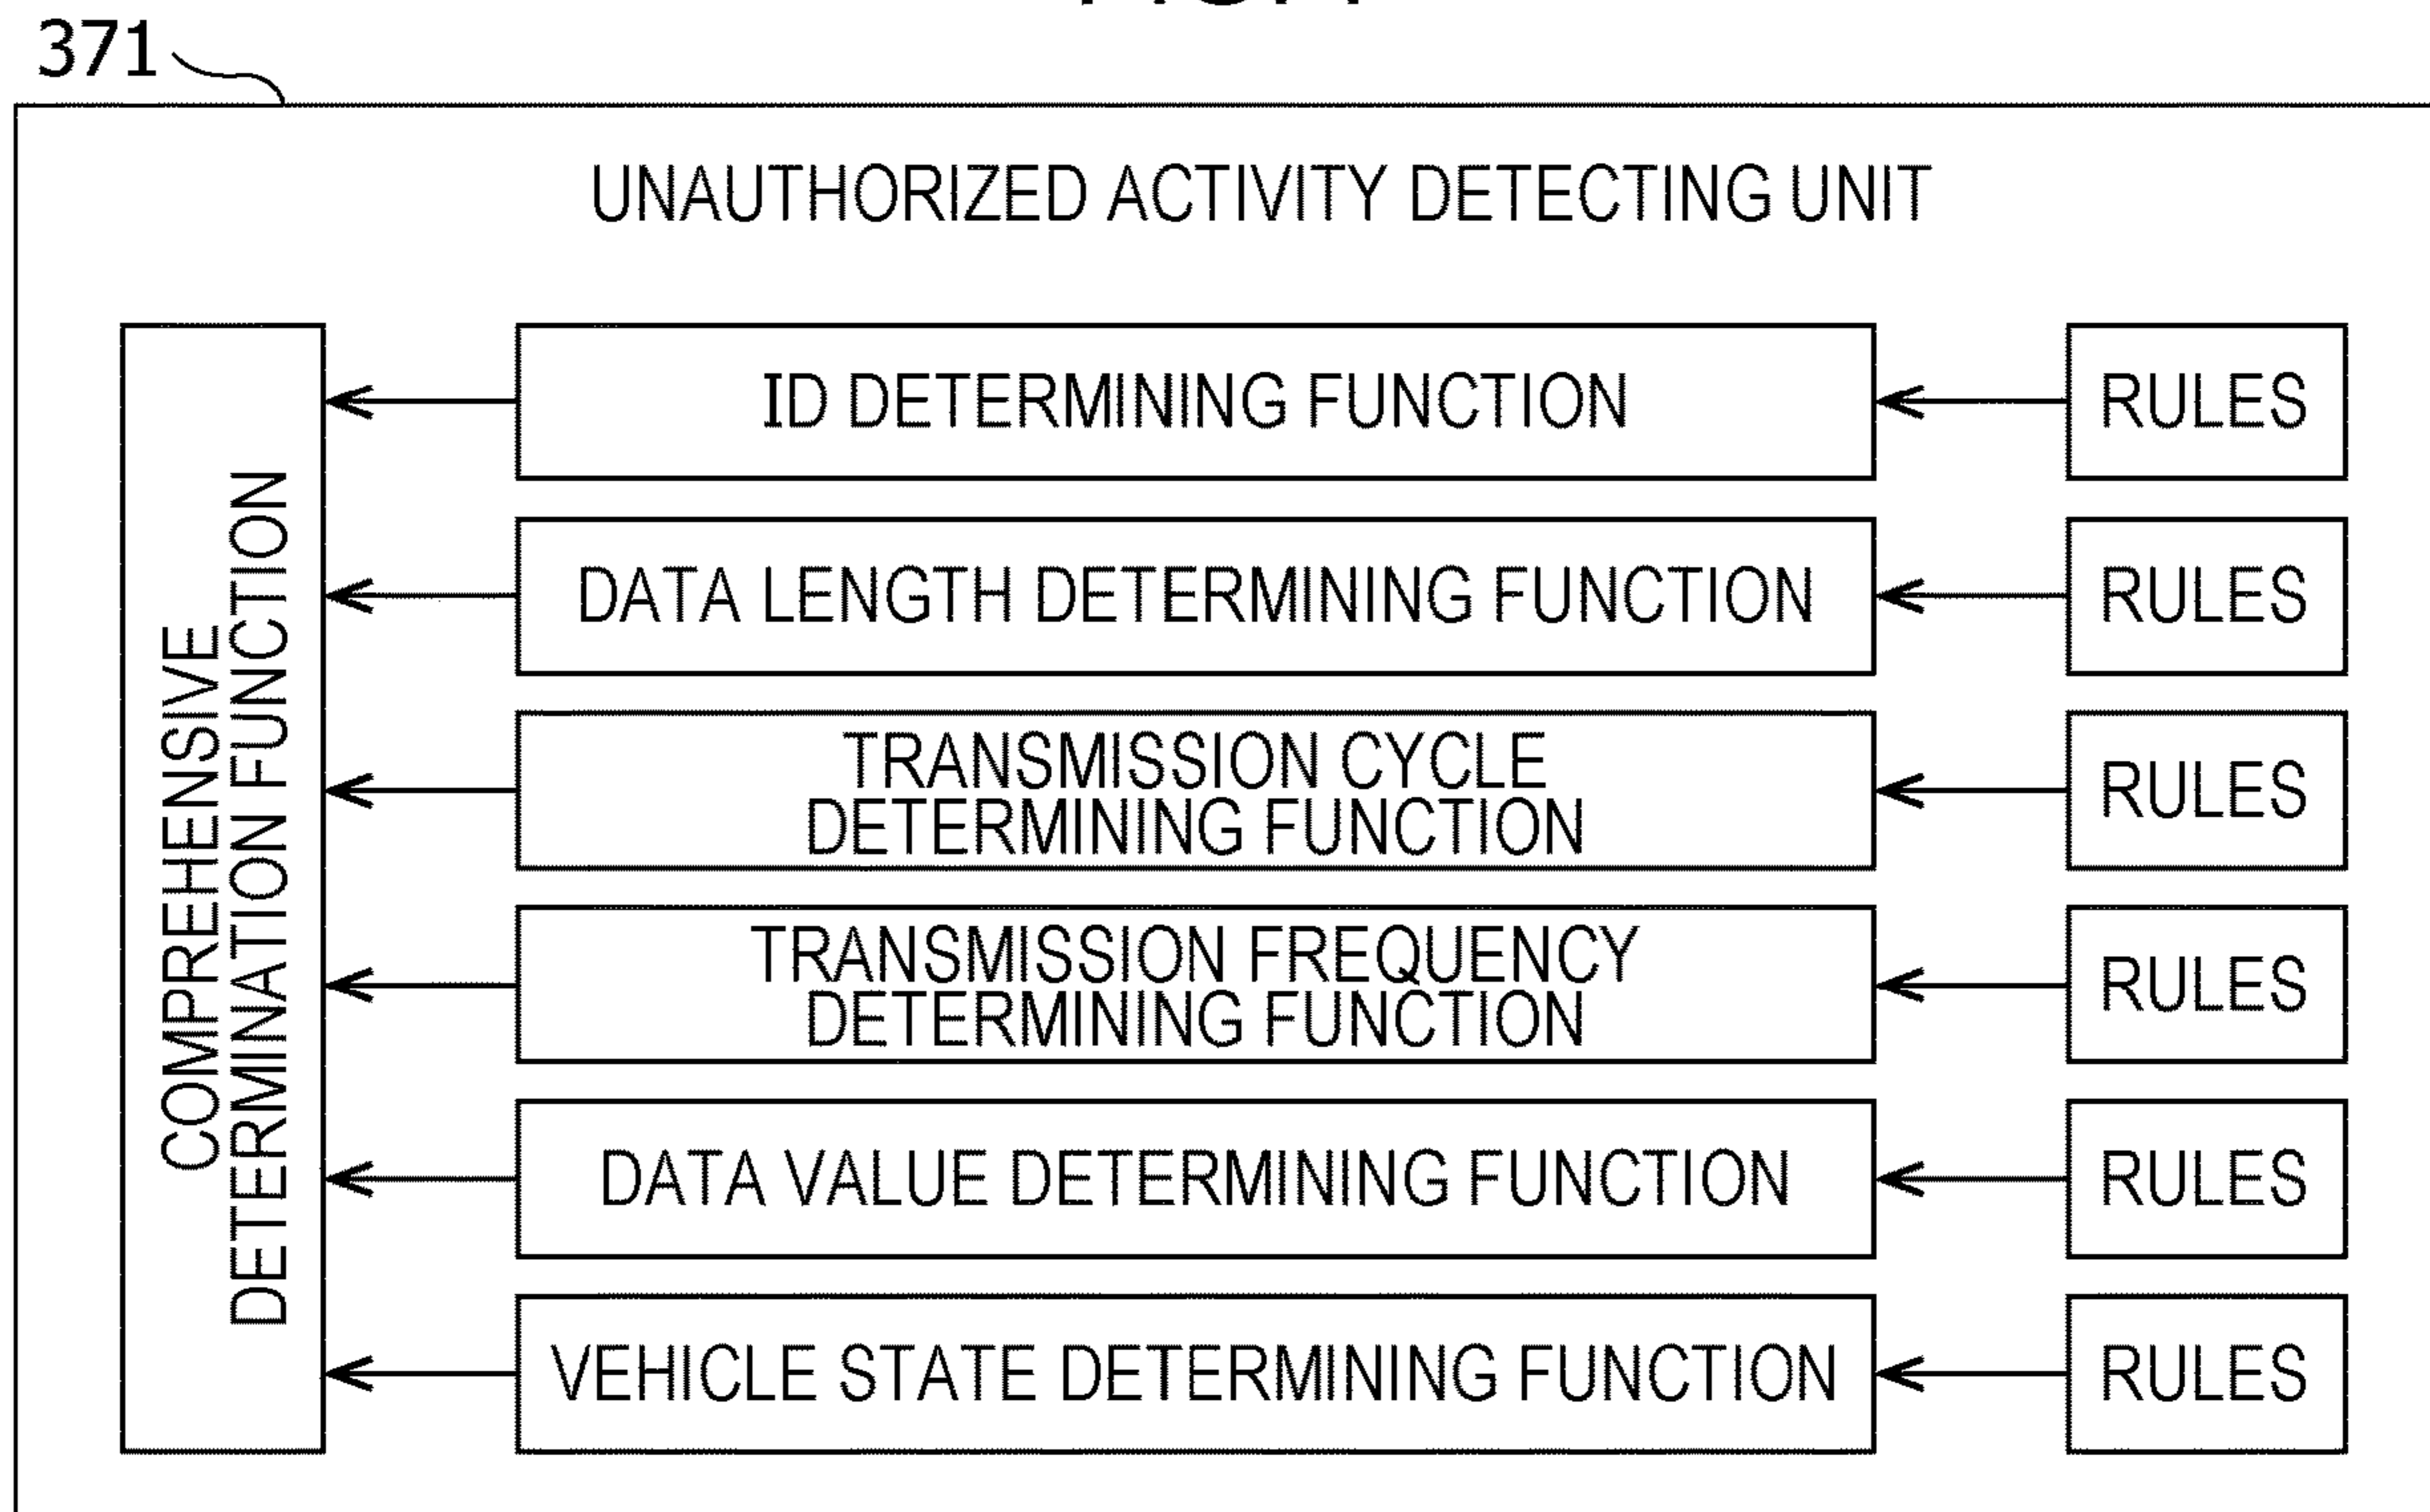 371
UNAUTHORIZED ACTIVITY DETECTING UNIT
COMPREHENSIVE
DETERMINATION FUNCTION
ID DETERMINING FUNCTION
RULES
DATA LENGTH DETERMINING FUNCTION
RULES
TRANSMISSION CYCLE
DETERMINING FUNCTION
RULES
TRANSMISSION FREQUENCY
DETERMINING FUNCTION
RULES
DATA VALUE DETERMINING FUNCTION
RULES
VEHICLE STATE DETERMINING FUNCTION
RULES